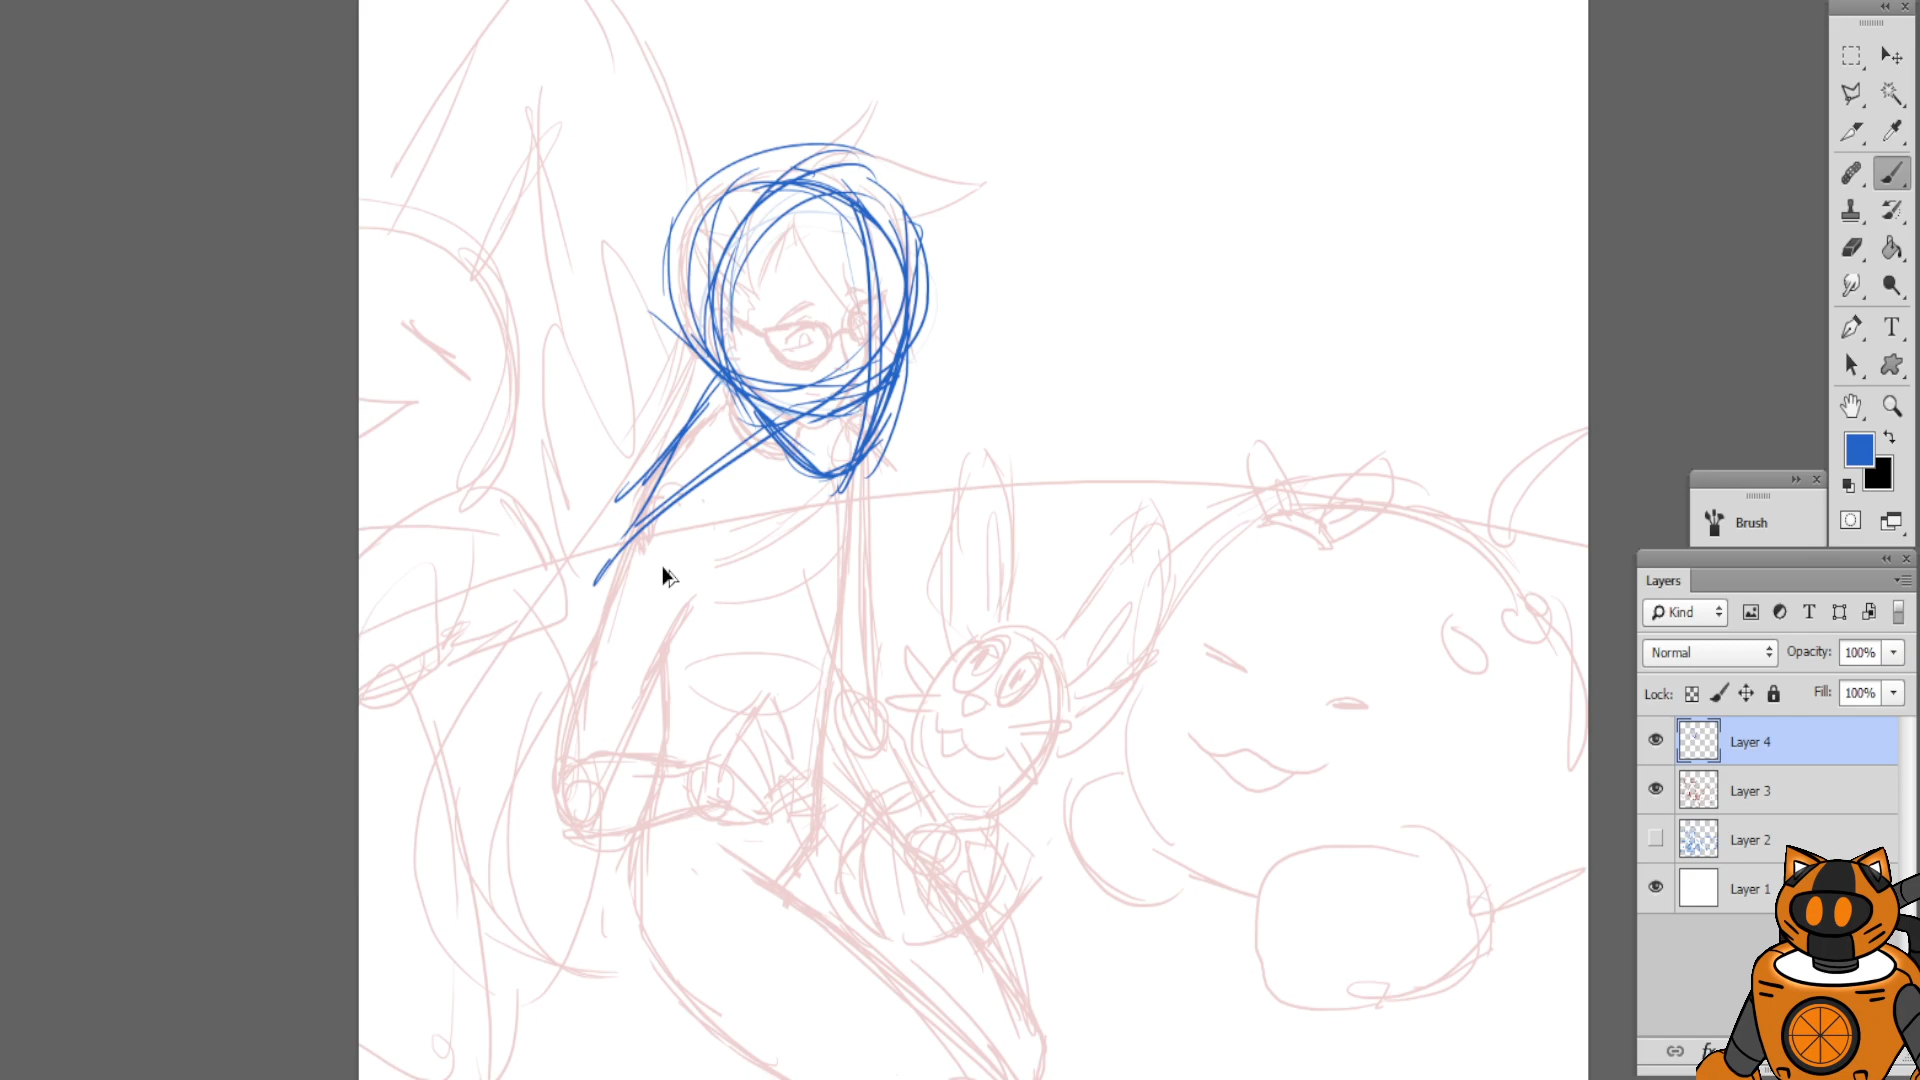 Brush
Layers
Kind
Normal
Opacity: 100%
Lock:
Fill: 100%
Layer 4
Layer 3
Layer 2
Layer 1